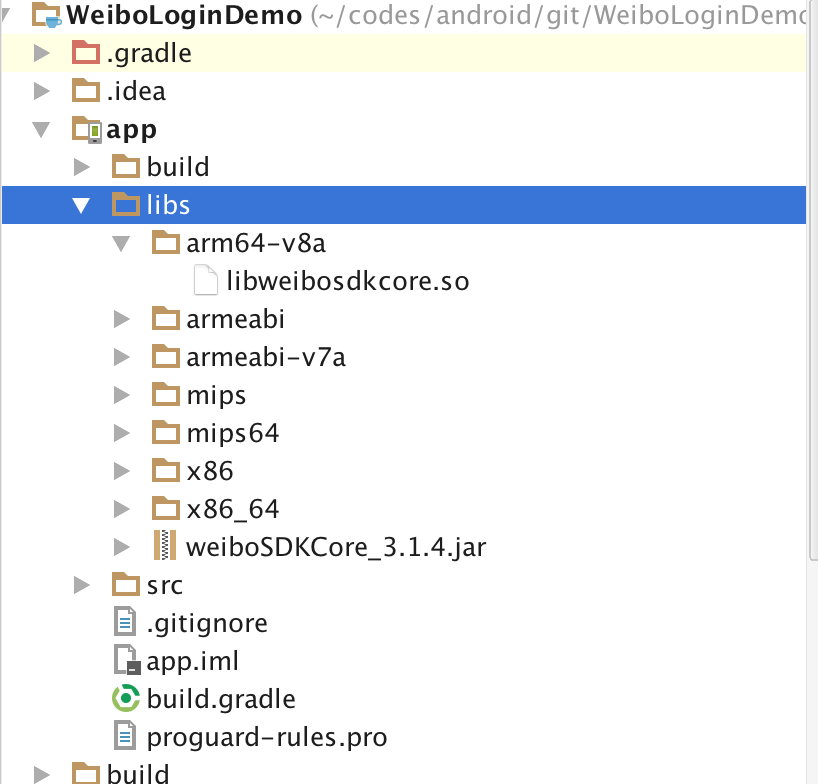 WeiboLoginDemo (~/codes/android/git/WeiboLoginDemo
.gradle
.idea
app
build
libs
arm64-v8a
libweibosdkcore.so
armeabi
armeabi-v7a
mips
mips64
x86
x86_64
weiboSDKCore_3.1.4.jar
src
.gitignore
app.iml
build.gradle
proguard-rules.pro
build